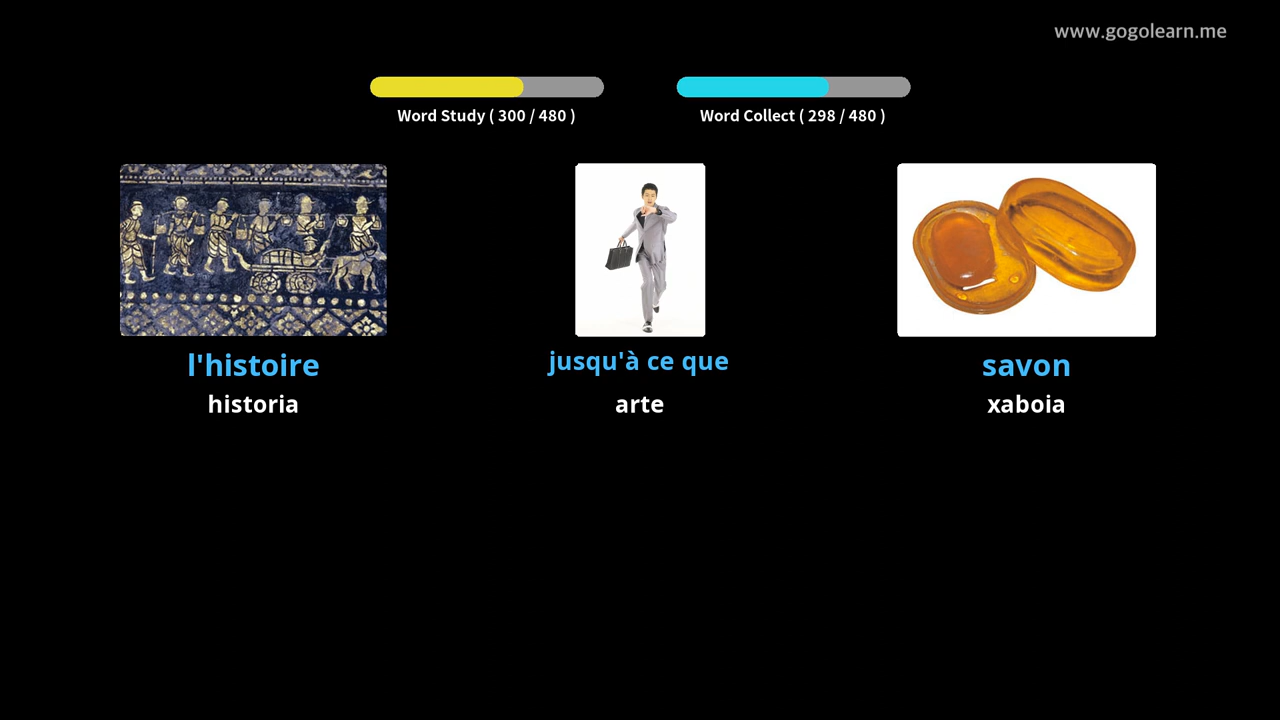 www.gogolearn.me
Word Study ( 300 / 480 )
Word Collect ( 298 / 480 )
l'histoire
historia
jusqu'à ce que
arte
savon
xaboia